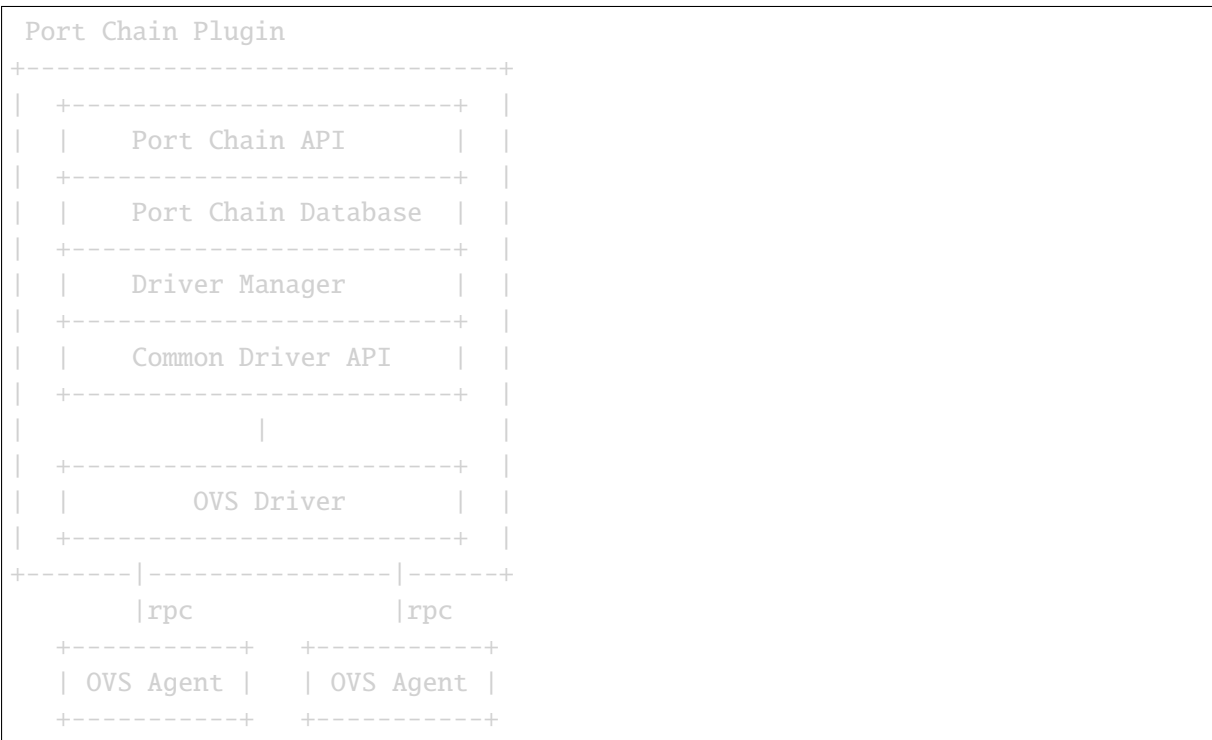 Port Chain Plugin
+-------------------------------+
|  +-------------------------+  |
|  |    Port Chain API       |  |
|  +-------------------------+  |
|  |    Port Chain Database  |  |
|  +-------------------------+  |
|  |    Driver Manager       |  |
|  +-------------------------+  |
|  |    Common Driver API    |  |
|  +-------------------------+  |
|               |               |
|  +-------------------------+  |
|  |        OVS Driver       |  |
|  +-------------------------+  |
+-------|----------------|------+
        |rpc             |rpc
   +-----------+   +-----------+
   | OVS Agent |   | OVS Agent |
   +-----------+   +-----------+